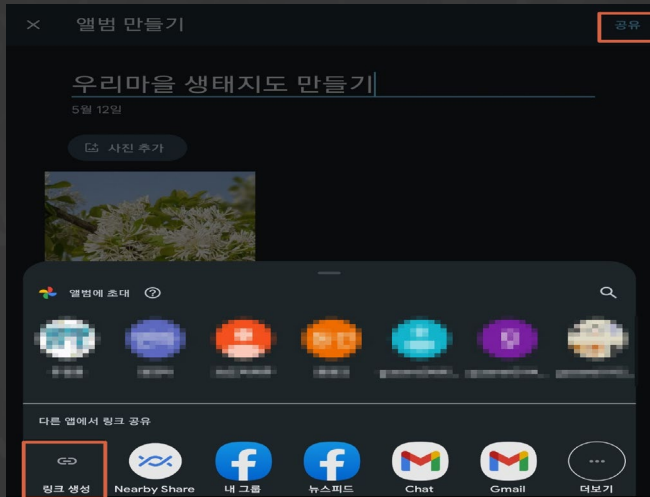 앨범 만들기
공유
우리마을 생태지도 만들기
5월 12일
사진 추가
앨범에 초대
다른 앱에서 링크 공유
링크 생성 Nearby Share 내 그룹 뉴스피드 Chat Gmail 더보기